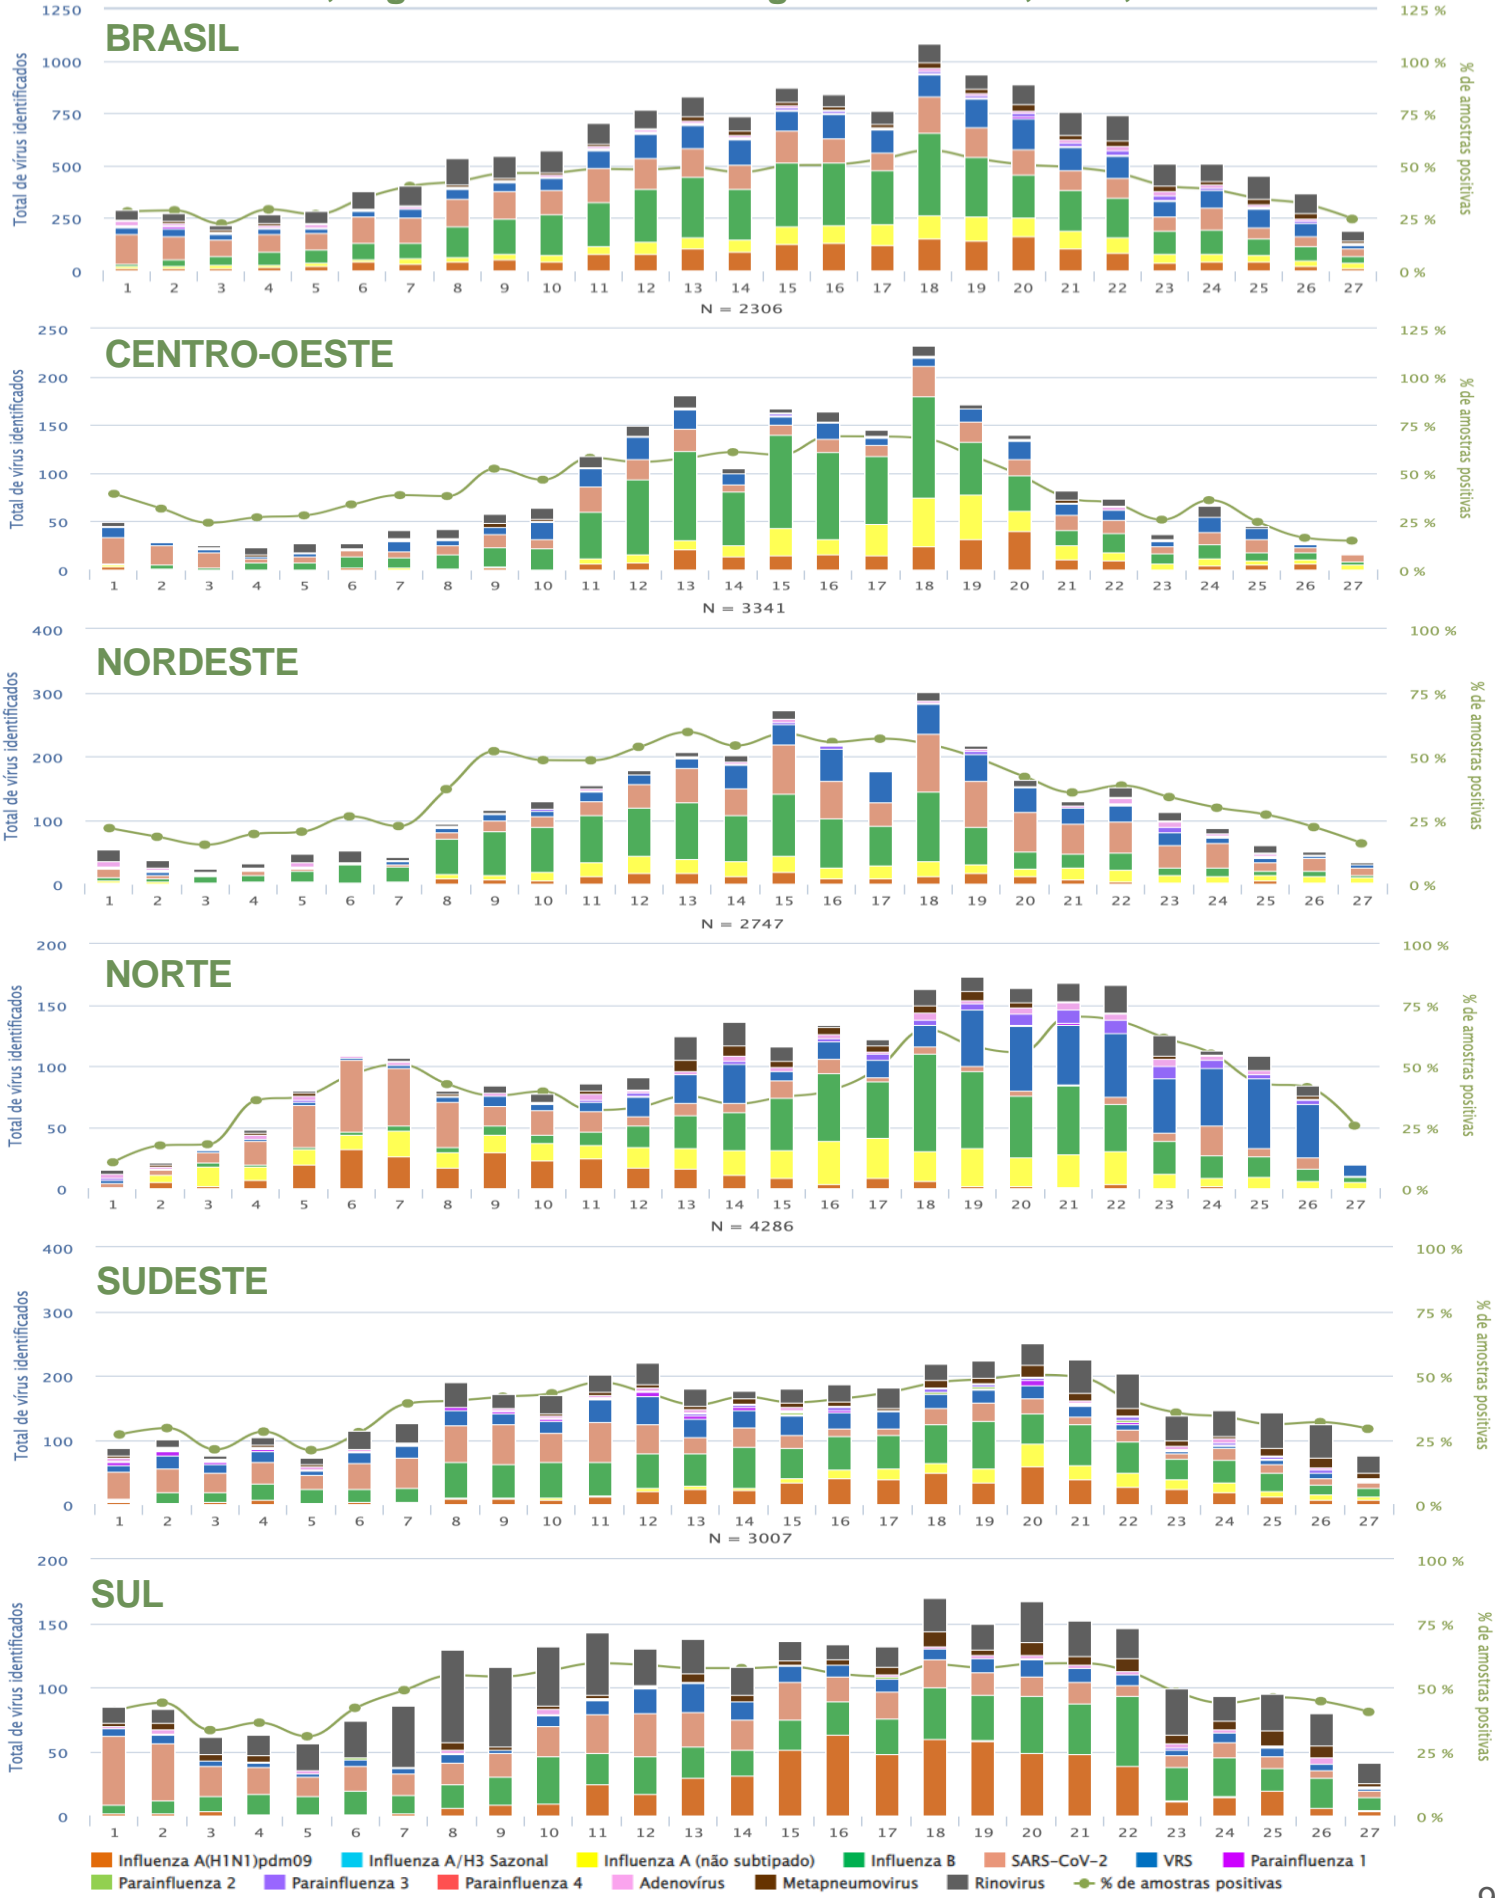 1250
125 %
BRASIL
1000
100 %
750
75 %
500
50 %
250
25 %
0
0 %
Total de vírus identificados
% de amostras positivas
1 2 3 4 5 6 7 8 9 10 11 12 13 14 15 16 17 18 19 20 21 22 23 24 25 26 27
N = 2306
250
125 %
CENTRO-OESTE
200
100 %
150
75 %
100
50 %
50
25 %
0
0 %
Total de vírus identificados
% de amostras positivas
1 2 3 4 5 6 7 8 9 10 11 12 13 14 15 16 17 18 19 20 21 22 23 24 25 26 27
N = 3341
400
100 %
NORDESTE
300
75 %
200
50 %
100
25 %
0
0 %
Total de vírus identificados
% de amostras positivas
1 2 3 4 5 6 7 8 9 10 11 12 13 14 15 16 17 18 19 20 21 22 23 24 25 26 27
N = 2747
200
100 %
NORTE
150
75 %
100
50 %
50
25 %
0
0 %
Total de vírus identificados
% de amostras positivas
1 2 3 4 5 6 7 8 9 10 11 12 13 14 15 16 17 18 19 20 21 22 23 24 25 26 27
N = 4286
400
100 %
SUDESTE
300
75 %
200
50 %
100
25 %
0
0 %
Total de vírus identificados
% de amostras positivas
1 2 3 4 5 6 7 8 9 10 11 12 13 14 15 16 17 18 19 20 21 22 23 24 25 26 27
N = 3007
200
100 %
SUL
150
75 %
100
50 %
50
25 %
0
0 %
Total de vírus identificados
% de amostras positivas
1 2 3 4 5 6 7 8 9 10 11 12 13 14 15 16 17 18 19 20 21 22 23 24 25 26 27
Influenza A(H1N1)pdm09 Influenza A/H3 Sazonal Influenza A (não subtipado) Influenza B SARS-CoV-2 VRS Parainfluenza 1
Parainfluenza 2 Parainfluenza 3 Parainfluenza 4 Adenovírus Metapneumovirus Rinovirus % de amostras positivas